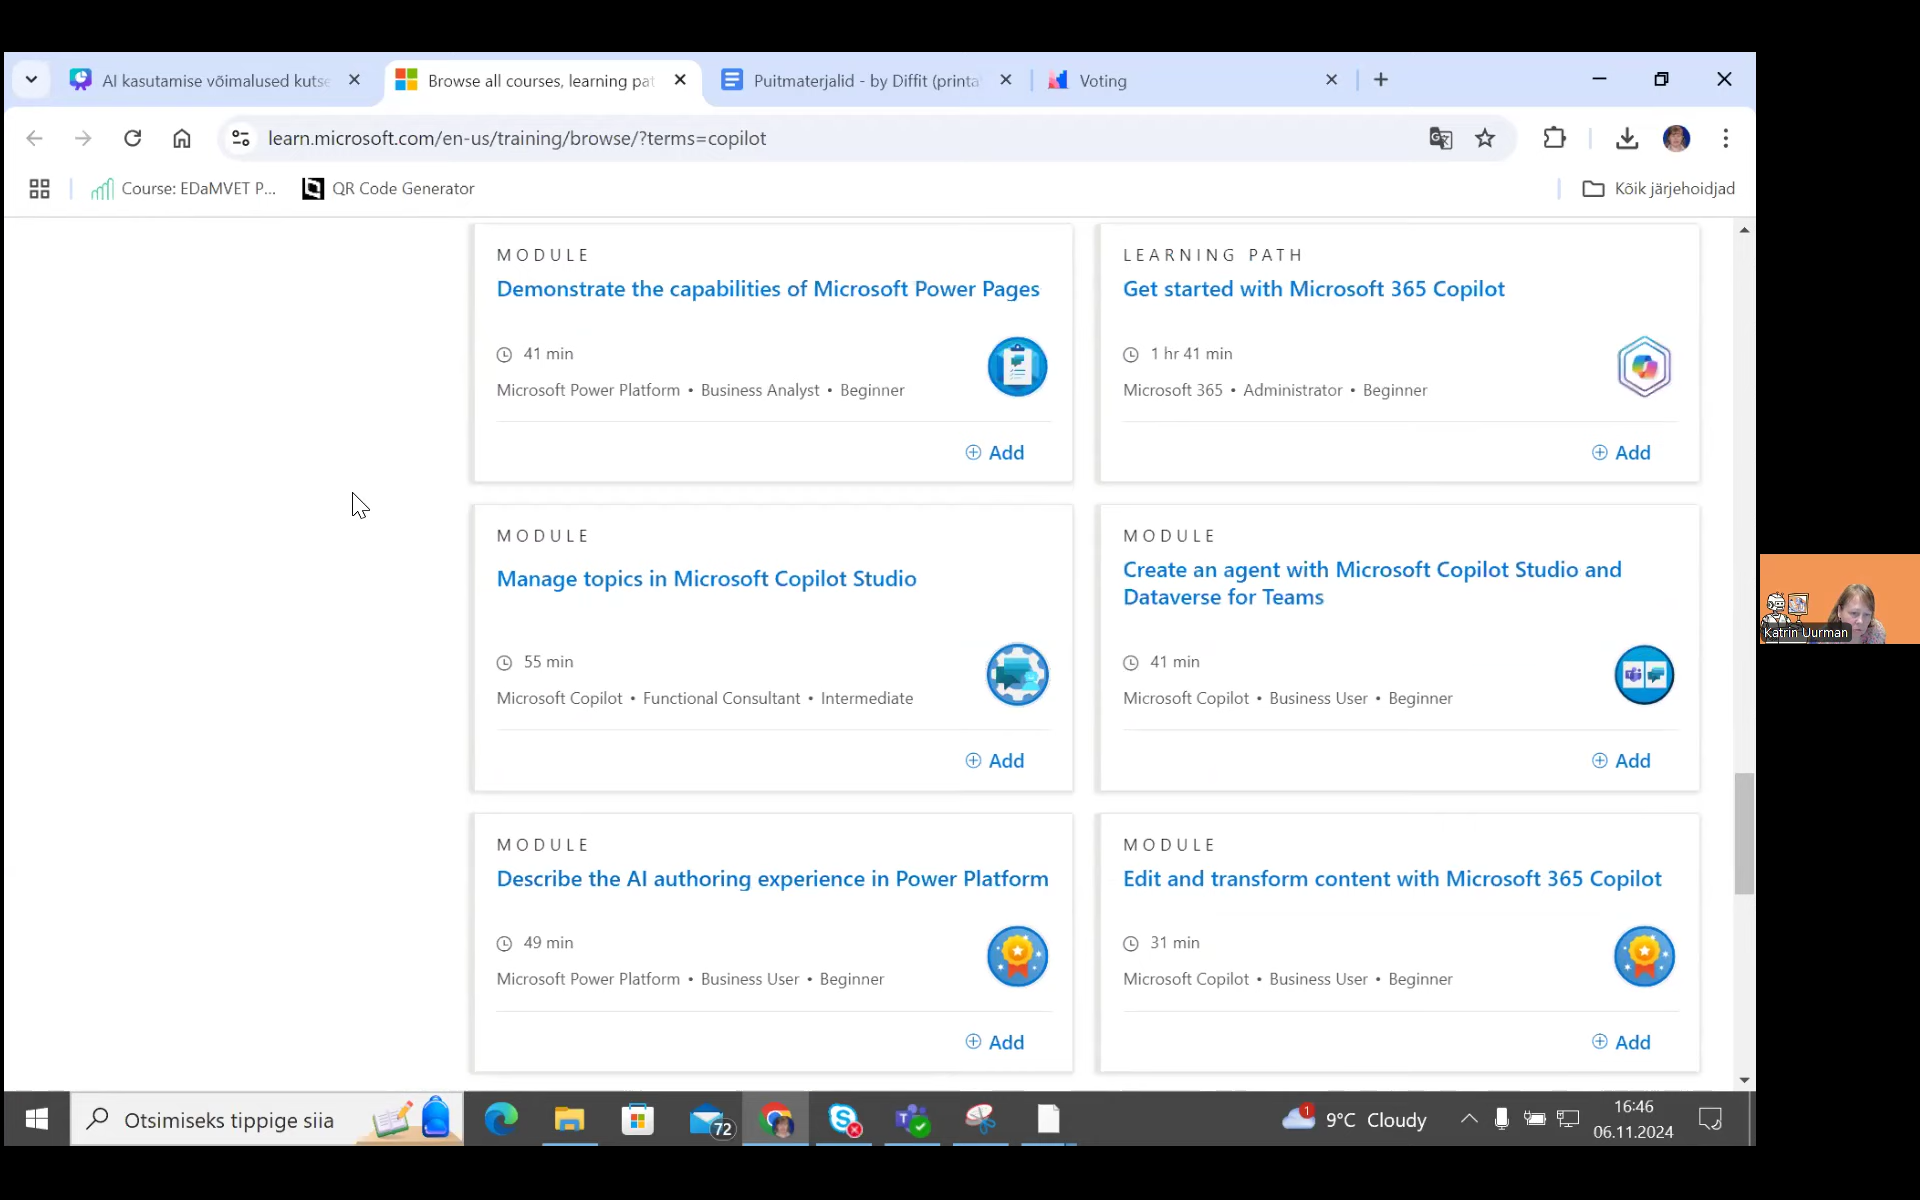 AI kasutamise võimalused kutse
Browse all courses, learning pat
Puitmaterjalid - by Diffit (printa
Voting
learn.microsoft.com/en-us/training/browse/?terms=copilot
Course: EDaMVET P...
QR Code Generator
Kõik järjehoidjad
MODULE
Demonstrate the capabilities of Microsoft Power Pages
41 min
Microsoft Power Platform • Business Analyst • Beginner
Add
LEARNING PATH
Get started with Microsoft 365 Copilot
1 hr 41 min
Microsoft 365 • Administrator • Beginner
Add
MODULE
Manage topics in Microsoft Copilot Studio
55 min
Microsoft Copilot • Functional Consultant • Intermediate
Add
MODULE
Create an agent with Microsoft Copilot Studio and
Dataverse for Teams
41 min
Microsoft Copilot • Business User • Beginner
Add
MODULE
Describe the AI authoring experience in Power Platform
49 min
Microsoft Power Platform • Business User • Beginner
Add
MODULE
Edit and transform content with Microsoft 365 Copilot
31 min
Microsoft Copilot • Business User • Beginner
Add
Katrin Uurman
Otsimiseks tippige siia
72
1
9°C Cloudy
16:46
06.11.2024